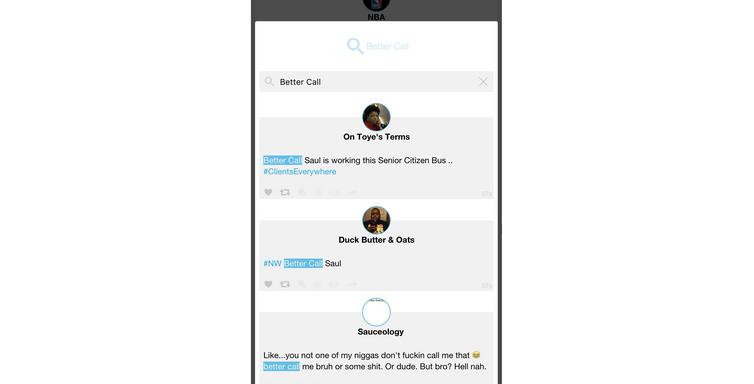 NBA
Better Call
Better Call
On Toye's Terms
Better Call Saul is working this Senior Citizen Bus ..
#ClientsEverywhere
Duck Butter & Oats
#NW Better Call Saul
Sauceology
Like...you not one of my niggas don't fuckin call me that 😂
better call me bruh or some shit. Or dude. But bro? Hell nah.